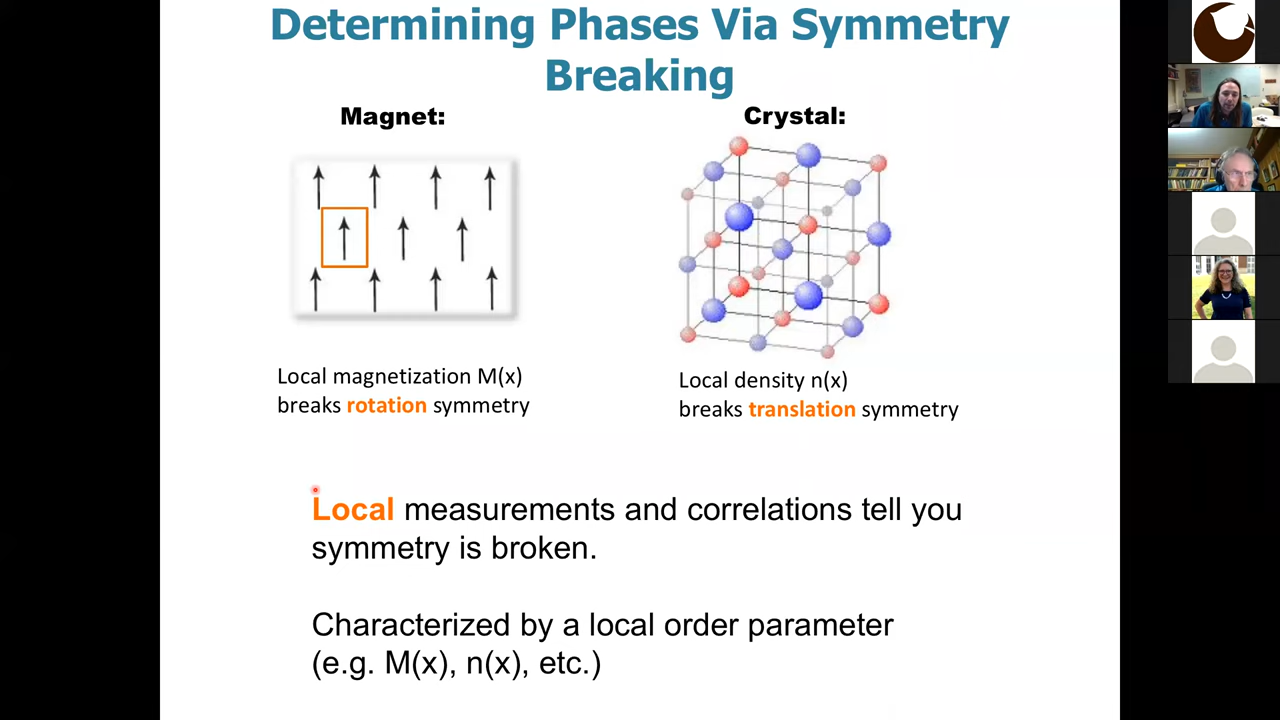 Determining Phases Via Symmetry
Breaking
Magnet:
Crystal:
Local magnetization M(x)
breaks rotation symmetry
Local density n(x)
breaks translation symmetry
Local measurements and correlations tell you
symmetry is broken.
Characterized by a local order parameter
(e.g. M(x), n(x), etc.)